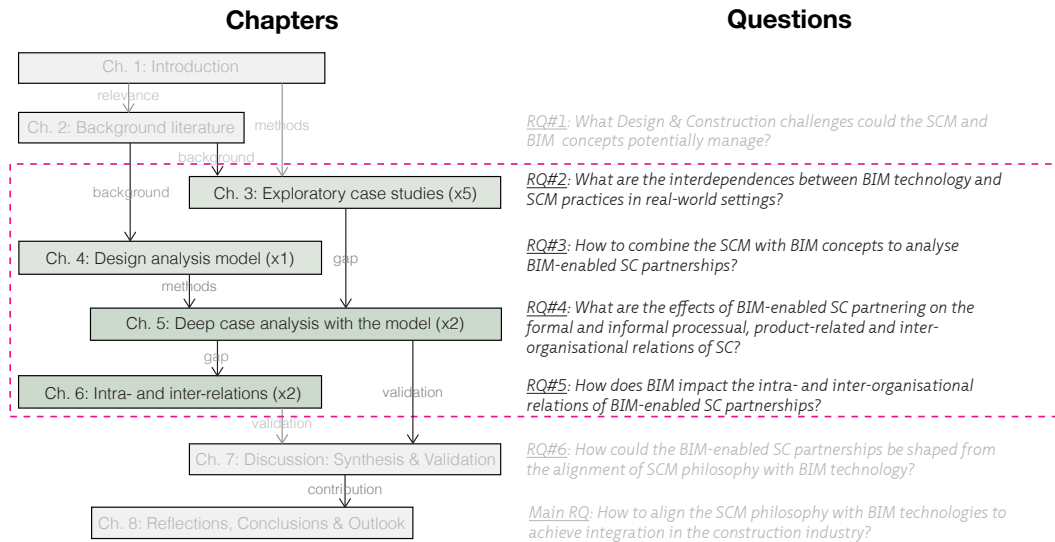 Chapters
Questions
Ch. 1: Introduction
relevance
Ch. 2: Background literature
methods
RQ#1: What Design & Construction challenges could the SCM and
BIM concepts potentially manage?
background
background
Ch. 3: Exploratory case studies (x5)
RQ#2: What are the interdependences between BIM technology and
SCM practices in real-world settings?
Ch. 4: Design analysis model (x1)
gap
RQ#3: How to combine the SCM with BIM concepts to analyse
BIM-enabled SC partnerships?
methods
Ch. 5: Deep case analysis with the model (x2)
RQ#4: What are the effects of BIM-enabled SC partnering on the
formal and informal processual, product-related and inter-
organisational relations of SC?
gap
Ch. 6: Intra- and inter-relations (x2)
validation
RQ#5: How does BIM impact the intra- and inter-organisational
relations of BIM-enabled SC partnerships?
validation
Ch. 7: Discussion: Synthesis & Validation
RQ#6: How could the BIM-enabled SC partnerships be shaped from
the alignment of SCM philosophy with BIM technology?
contribution
Ch. 8: Reflections, Conclusions & Outlook
Main RQ: How to align the SCM philosophy with BIM technologies to
achieve integration in the construction industry?